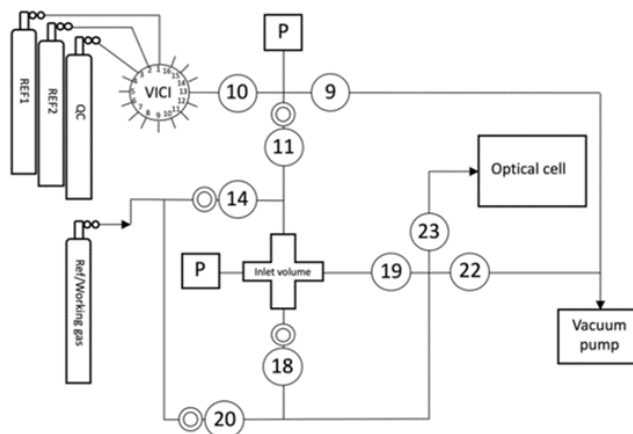 REF1
REF2
QC
1
2
3
4
5
6
7
8
9
10
11
12
13
14
15
16
VICI
10
P
9
11
14
Ref/Working gas
P
Inlet volume
19
23
22
Optical cell
18
20
Vacuum
pump